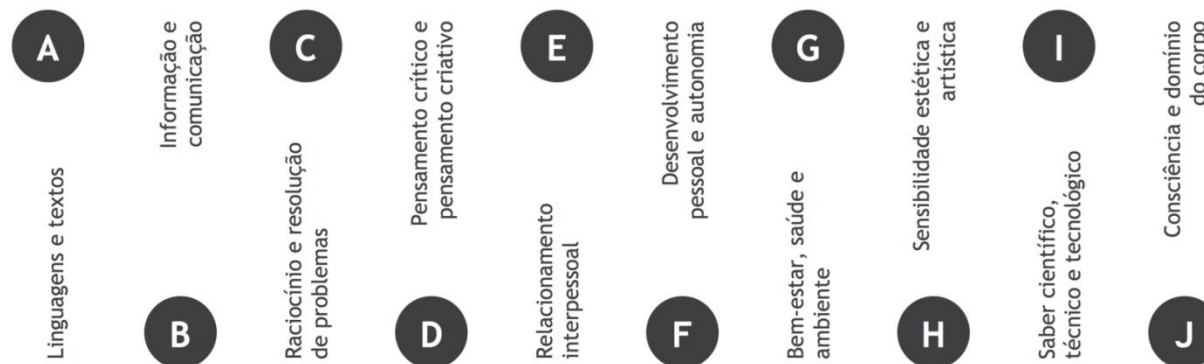 A
Linguagens e textos
Informação e
comunicação
B
C
Raciocínio e resolução
de problemas
Pensamento crítico e
pensamento criativo
D
E
Relacionamento
interpessoal
Desenvolvimento
pessoal e autonomia
F
G
Bem-estar, saúde e
ambiente
Sensibilidade estética e
artística
H
I
Saber científico,
técnico e tecnológico
Consciência e domínio
do corpo
J